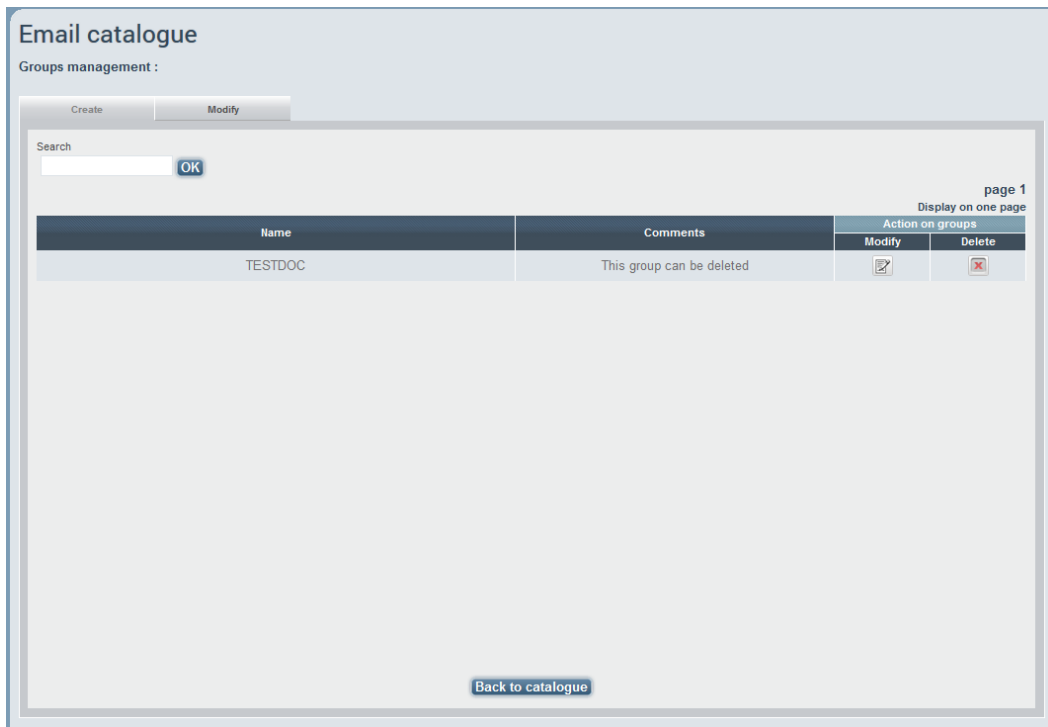 Email catalogue
Groups management :
Create Modify
Search
OK
page 1
Display on one page
Name Comments Action on groups
Modify Delete
TESTDOC This group can be deleted
Back to catalogue